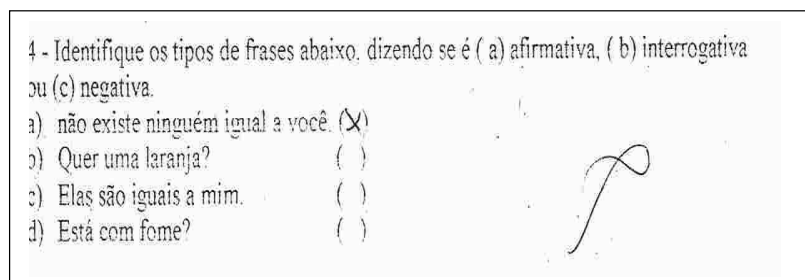 4 - Identifique os tipos de frases abaixo, dizendo se é ( a) afirmativa, ( b) interrogativa
ou (c) negativa.
a) não existe ninguém igual a você. (X)
b) Quer uma laranja? ( )
c) Elas são iguais a mim. ( )
d) Está com fome? ( )